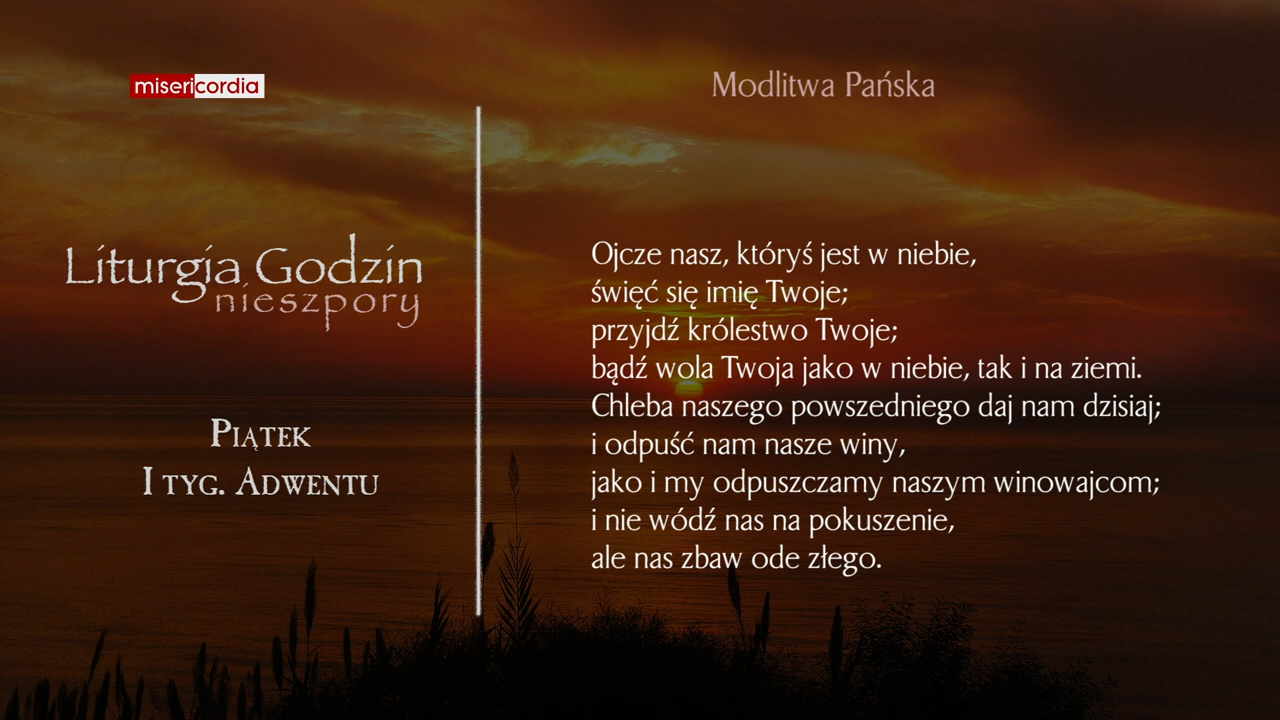 misericordia
Liturgia Godzin
nieszpory
Piątek
I tyg. Adwentu
Modlitwa Pańska
Ojcze nasz, któryś jest w niebie,
święć się imię Twoje;
przyjdź królestwo Twoje;
bądź wola Twoja jako w niebie, tak i na ziemi.
Chleba naszego powszedniego daj nam dzisiaj;
i odpuść nam nasze winy,
jako i my odpuszczamy naszym winowajcom;
i nie wódź nas na pokuszenie,
ale nas zbaw ode złego.